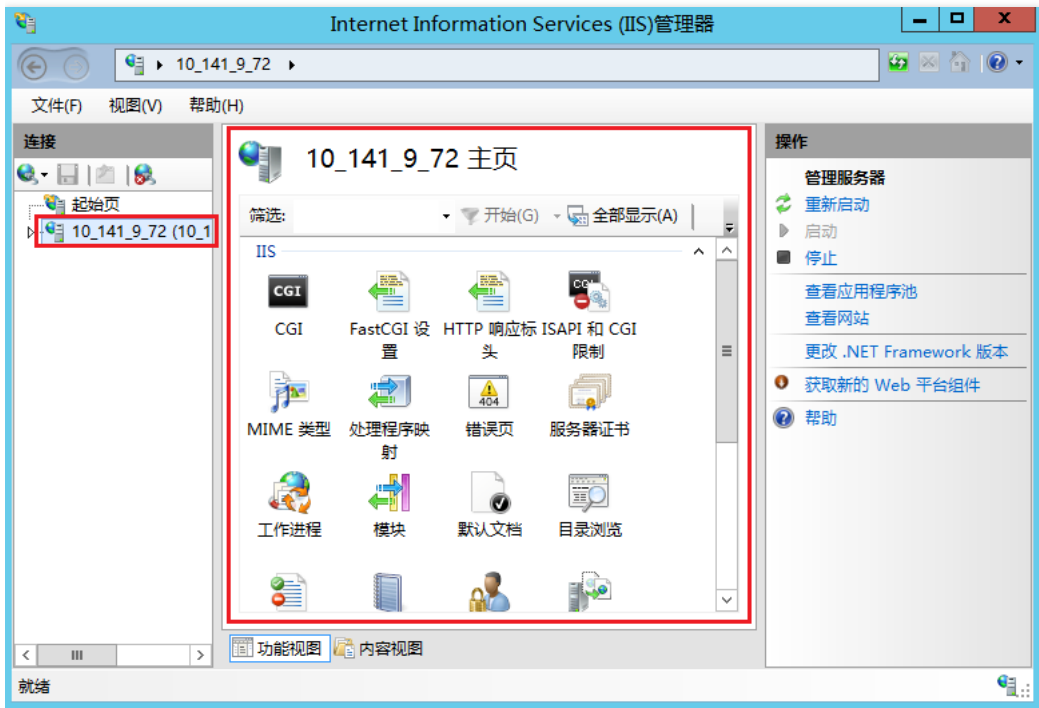 Internet Information Services (IIS)管理器
10_141_9_72
文件(F) 视图(V) 帮助(H)
连接
起始页
10_141_9_72 (10_1
10_141_9_72 主页
筛选: 开始(G) 全部显示(A)
IIS
CGI
CGI
FastCGI 设
置
HTTP 响应标
头
CGI
ISAPI 和 CGI
限制
MIME 类型
处理程序映
射
404
错误页
服务器证书
工作进程
模块
默认文档
目录浏览
功能视图 内容视图
操作
管理服务器
重新启动
启动
停止
查看应用程序池
查看网站
更改 .NET Framework 版本
获取新的 Web 平台组件
帮助
就绪